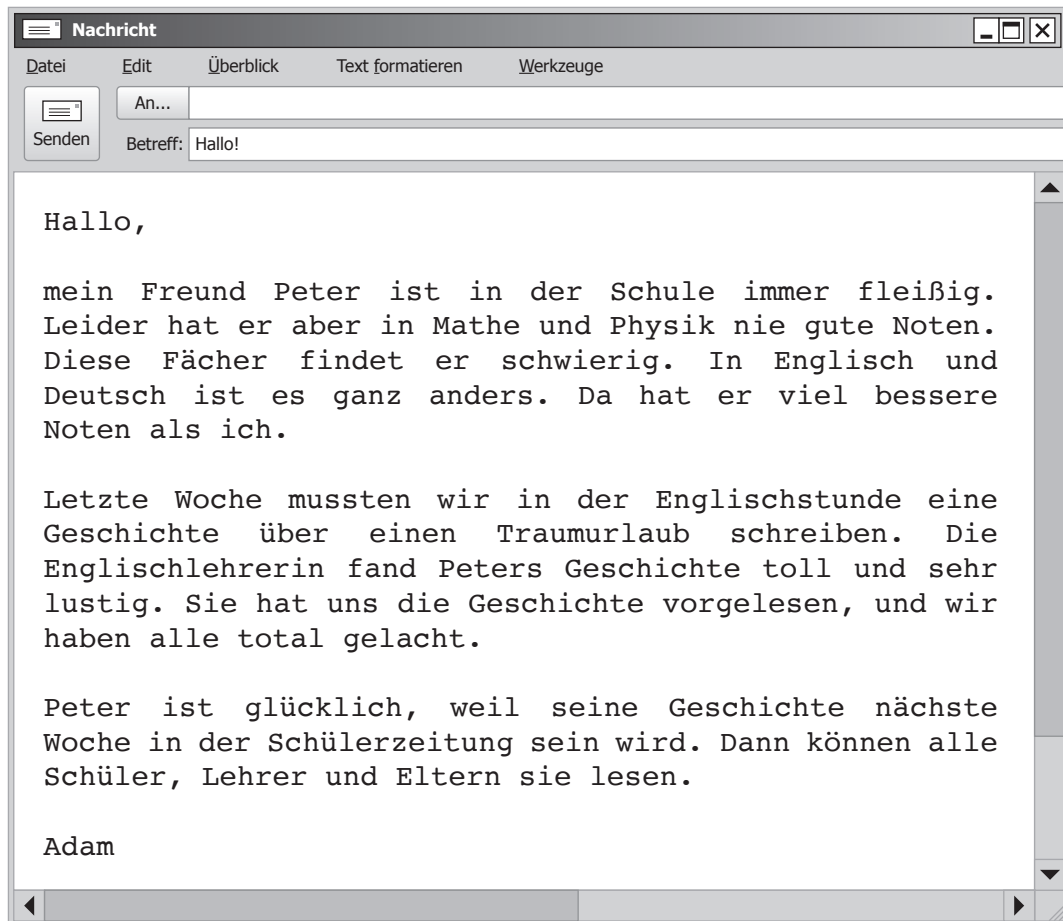 Nachricht
Datei Edit Überblick Text formatieren Werkzeuge
An...
Senden
Betreff: Hallo!
Hallo,
mein Freund Peter ist in der Schule immer fleißig.
Leider hat er aber in Mathe und Physik nie gute Noten.
Diese Fächer findet er schwierig. In Englisch und
Deutsch ist es ganz anders. Da hat er viel bessere
Noten als ich.
Letzte Woche mussten wir in der Englischstunde eine
Geschichte über einen Traumurlaub schreiben. Die
Englischlehrerin fand Peters Geschichte toll und sehr
lustig. Sie hat uns die Geschichte vorgelesen, und wir
haben alle total gelacht.
Peter ist glücklich, weil seine Geschichte nächste
Woche in der Schülerzeitung sein wird. Dann können alle
Schüler, Lehrer und Eltern sie lesen.
Adam